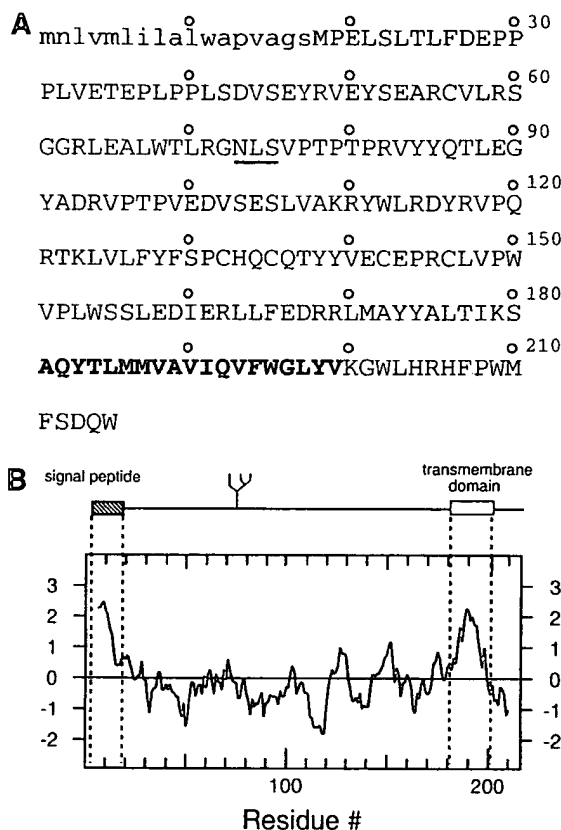 A
mnlvmlilalwapvagsMPELSLTLFDEPP 30
PLVETEPLPPLSDVSEYRVEYSEARCVLRS 60
GGRLEALWTLRGNLSVPTPTPRVYYQTLEG 90
YADRVPTPVEDVSESLVAKRYWLRDYRVPQ 120
RTKLVLFYFSPCHQCQTYYVECEPRCLVPW 150
VPLWSSLEDIERLLFEDRRLMAYYALTIKS 180
AQYTLMMVAVIQVFWGLYVKGWLHRHFPWM 210
FSDQW
B
signal peptide
transmembrane
domain
3 3
2 2
1 1
0 0
-1 -1
-2 -2
100 200
Residue #